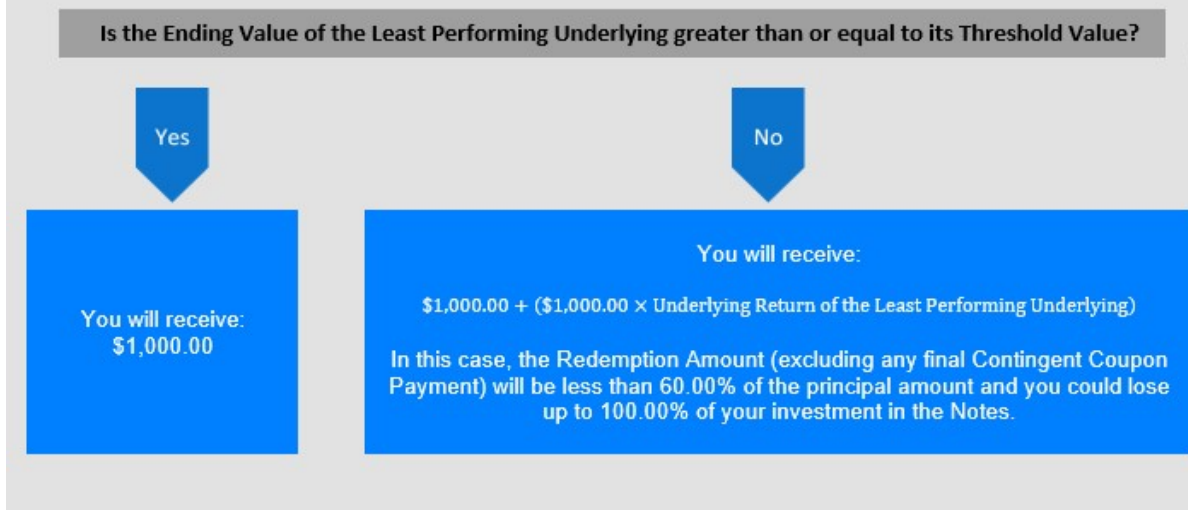 Is the Ending Value of the Least Performing Underlying greater than or equal to its Threshold Value?
Yes
No
You will receive:
$1,000.00
You will receive:
$1,000.00 + ($1,000.00 × Underlying Return of the Least Performing Underlying)
In this case, the Redemption Amount (excluding any final Contingent Coupon
Payment) will be less than 60.00% of the principal amount and you could lose
up to 100.00% of your investment in the Notes.